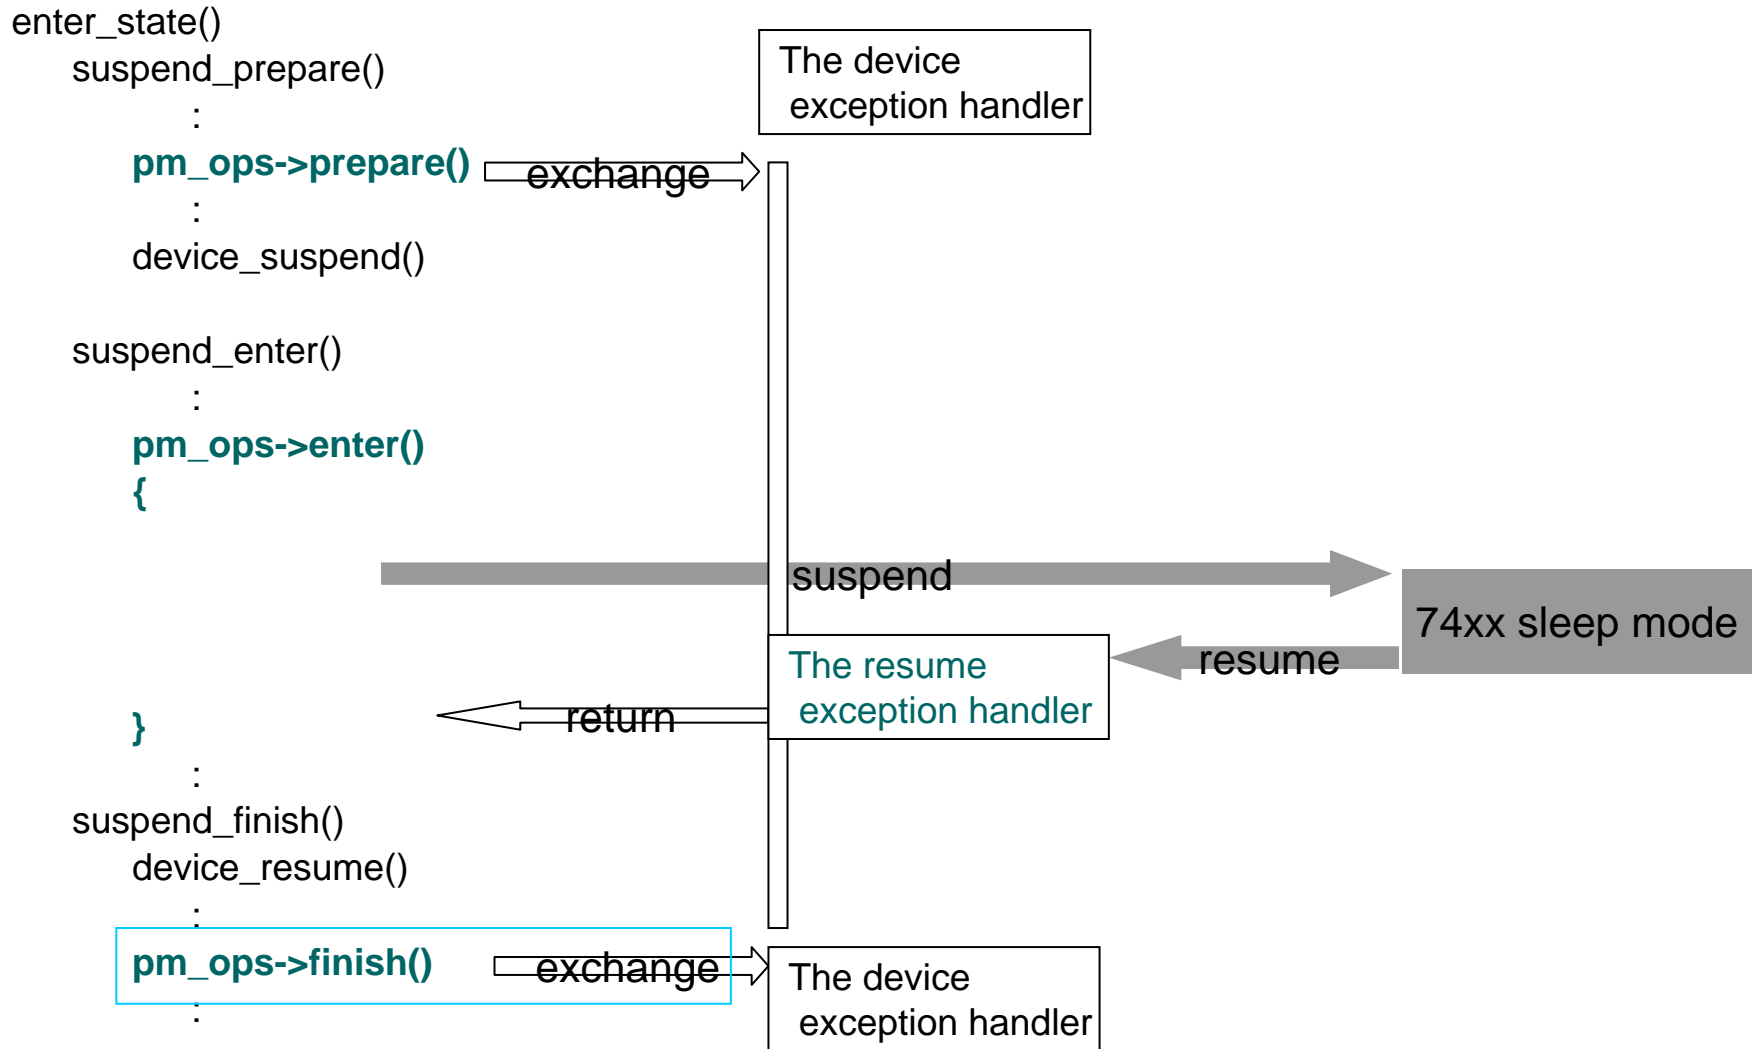 enter_state()
suspend_prepare()
:
pm_ops->prepare()
exchange
The device
exception handler
:
device_suspend()
suspend_enter()
:
pm_ops->enter()
{
suspend
74xx sleep mode
resume
The resume
exception handler
return
}
:
suspend_finish()
device_resume()
:
pm_ops->finish()
exchange
The device
exception handler
: